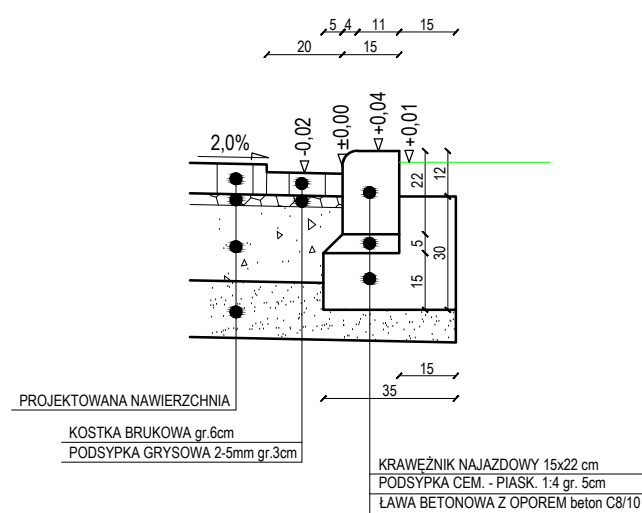 5 4 11 15
20 15
2,0%
-0,02
±0,00
+0,04
+0,01
22
12
5
30
15
15
35
PROJEKTOWANA NAWIERZCHNIA
KOSTKA BRUKOWA gr.6cm
PODSYPKA GRYSOWA 2-5mm gr.3cm
KRAWĘŻNIK NAJAZDOWY 15x22 cm
PODSYPKA CEM. - PIASK. 1:4 gr. 5cm
ŁAWA BETONOWA Z OPOREM beton C8/10